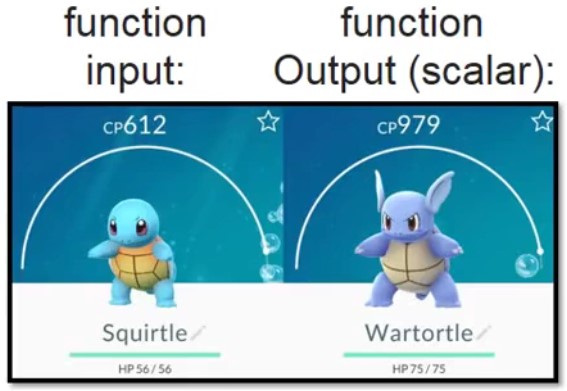 function
input:
function
Output (scalar):
CP612
CP979
Squirtle
Wartortle
HP 56 / 56
HP 75 / 75